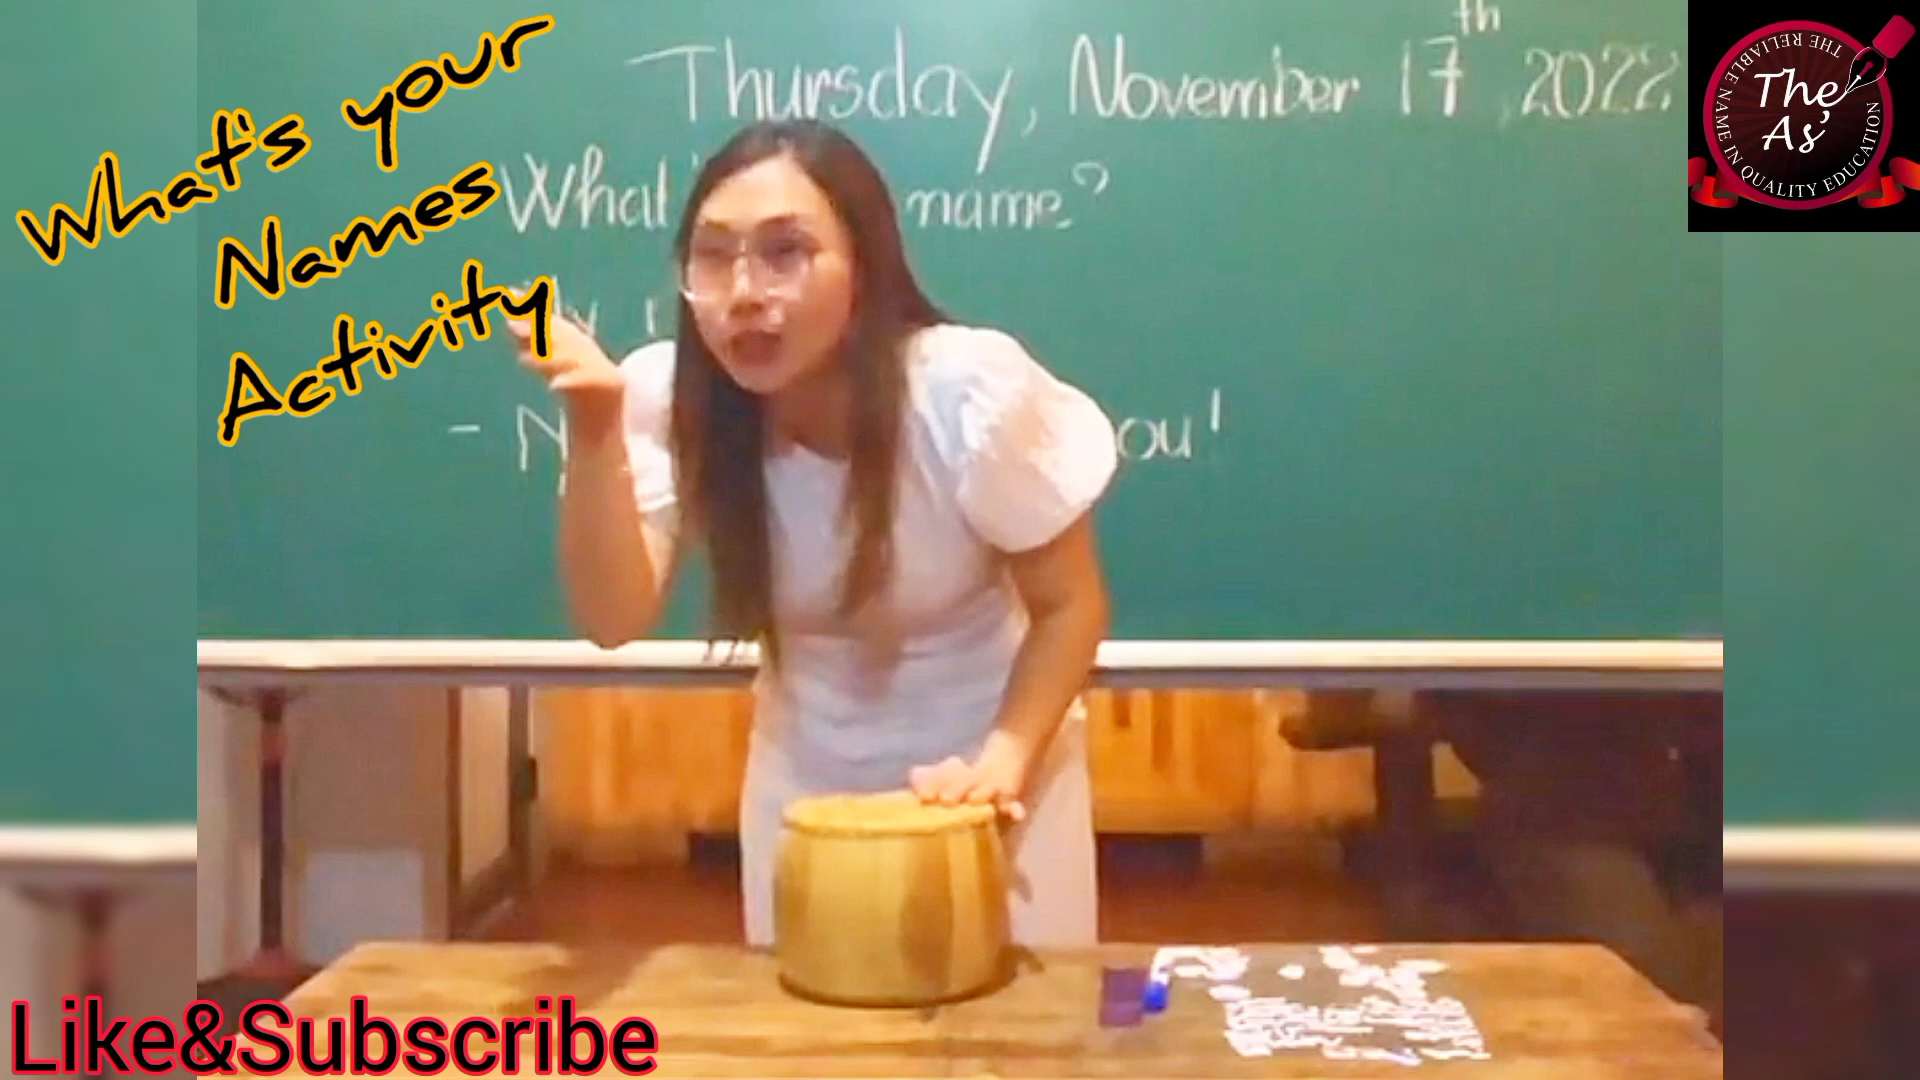 What's your
Names
Activity
Thursday, November 17th, 2022
What name?
- N ou!
The As'
THE RELIABLE NAME IN QUALITY EDUCATION
Like&Subscribe